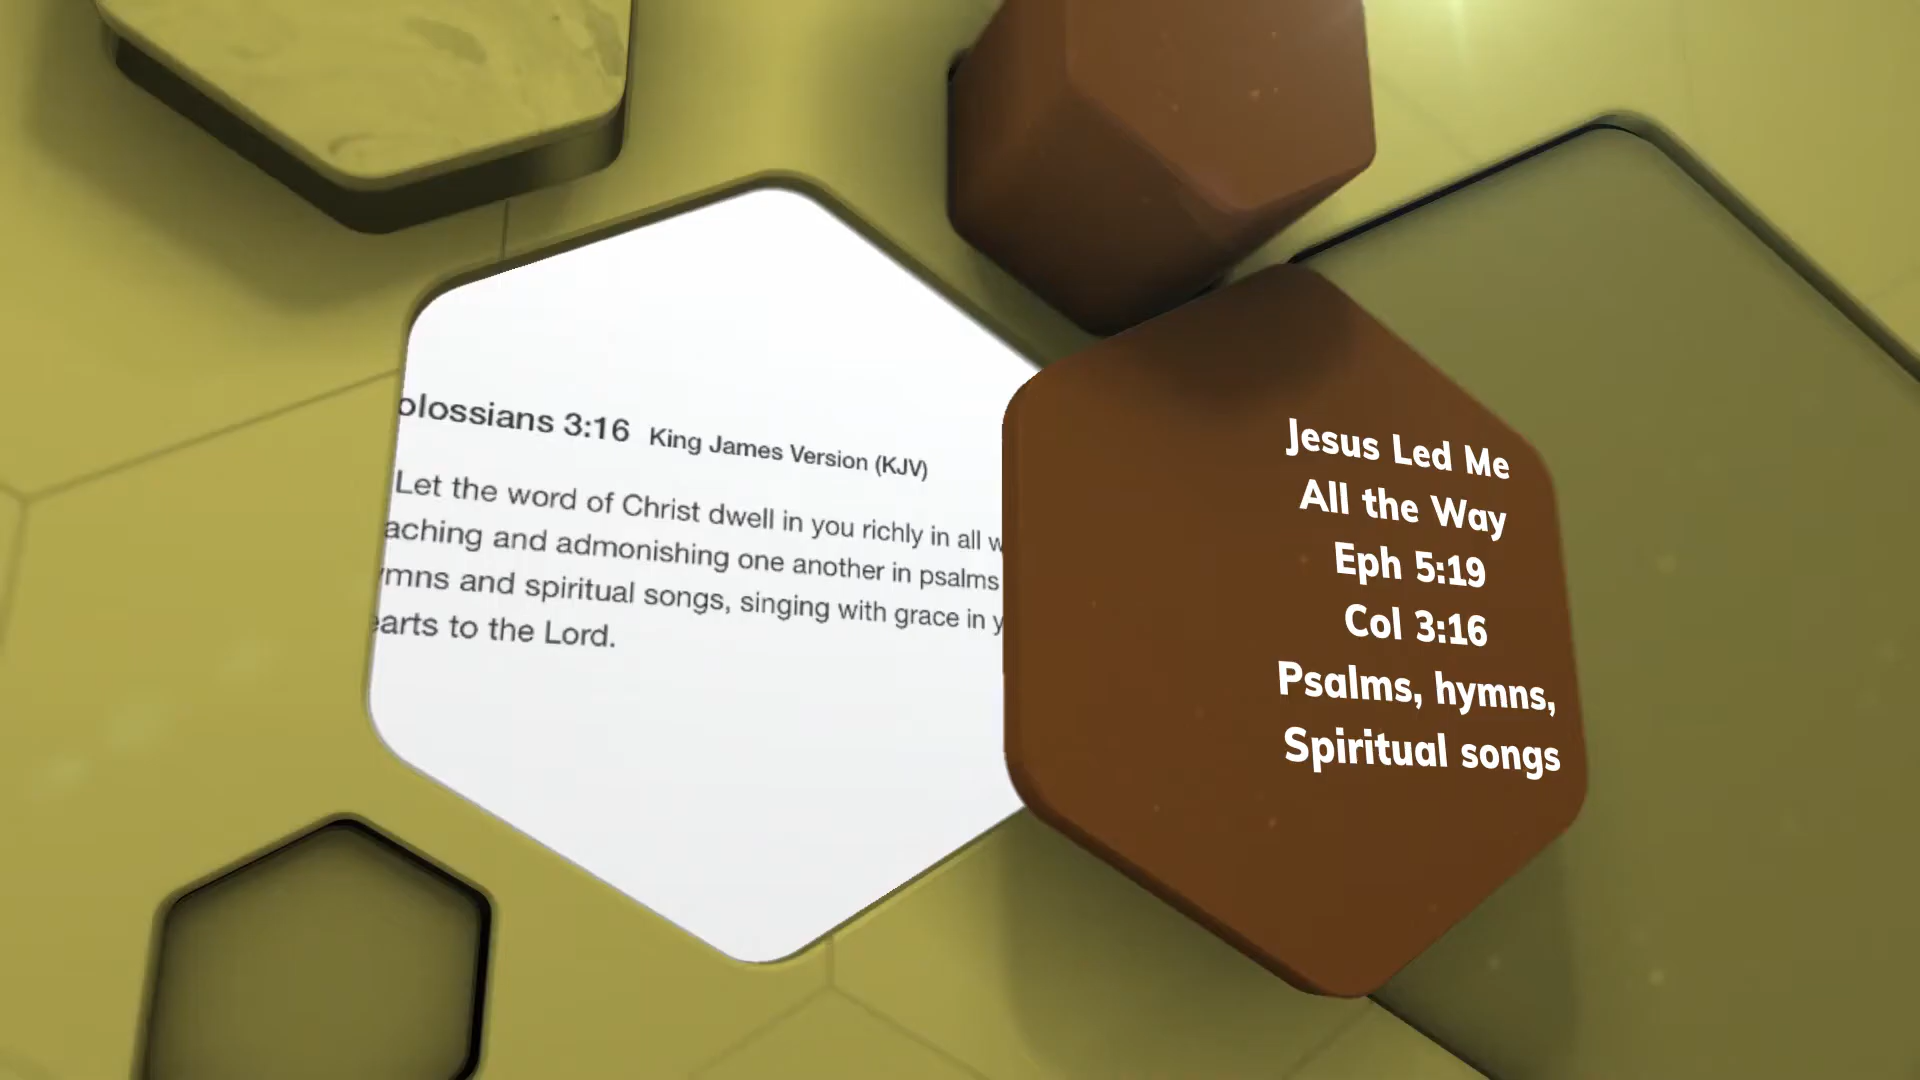 olossians 3:16 King James Version (KJV)
Let the word of Christ dwell in you richly in all w
aching and admonishing one another in psalms
ymns and spiritual songs, singing with grace in y
earts to the Lord.
Jesus Led Me
All the Way
Eph 5:19
Col 3:16
Psalms, hymns,
Spiritual songs